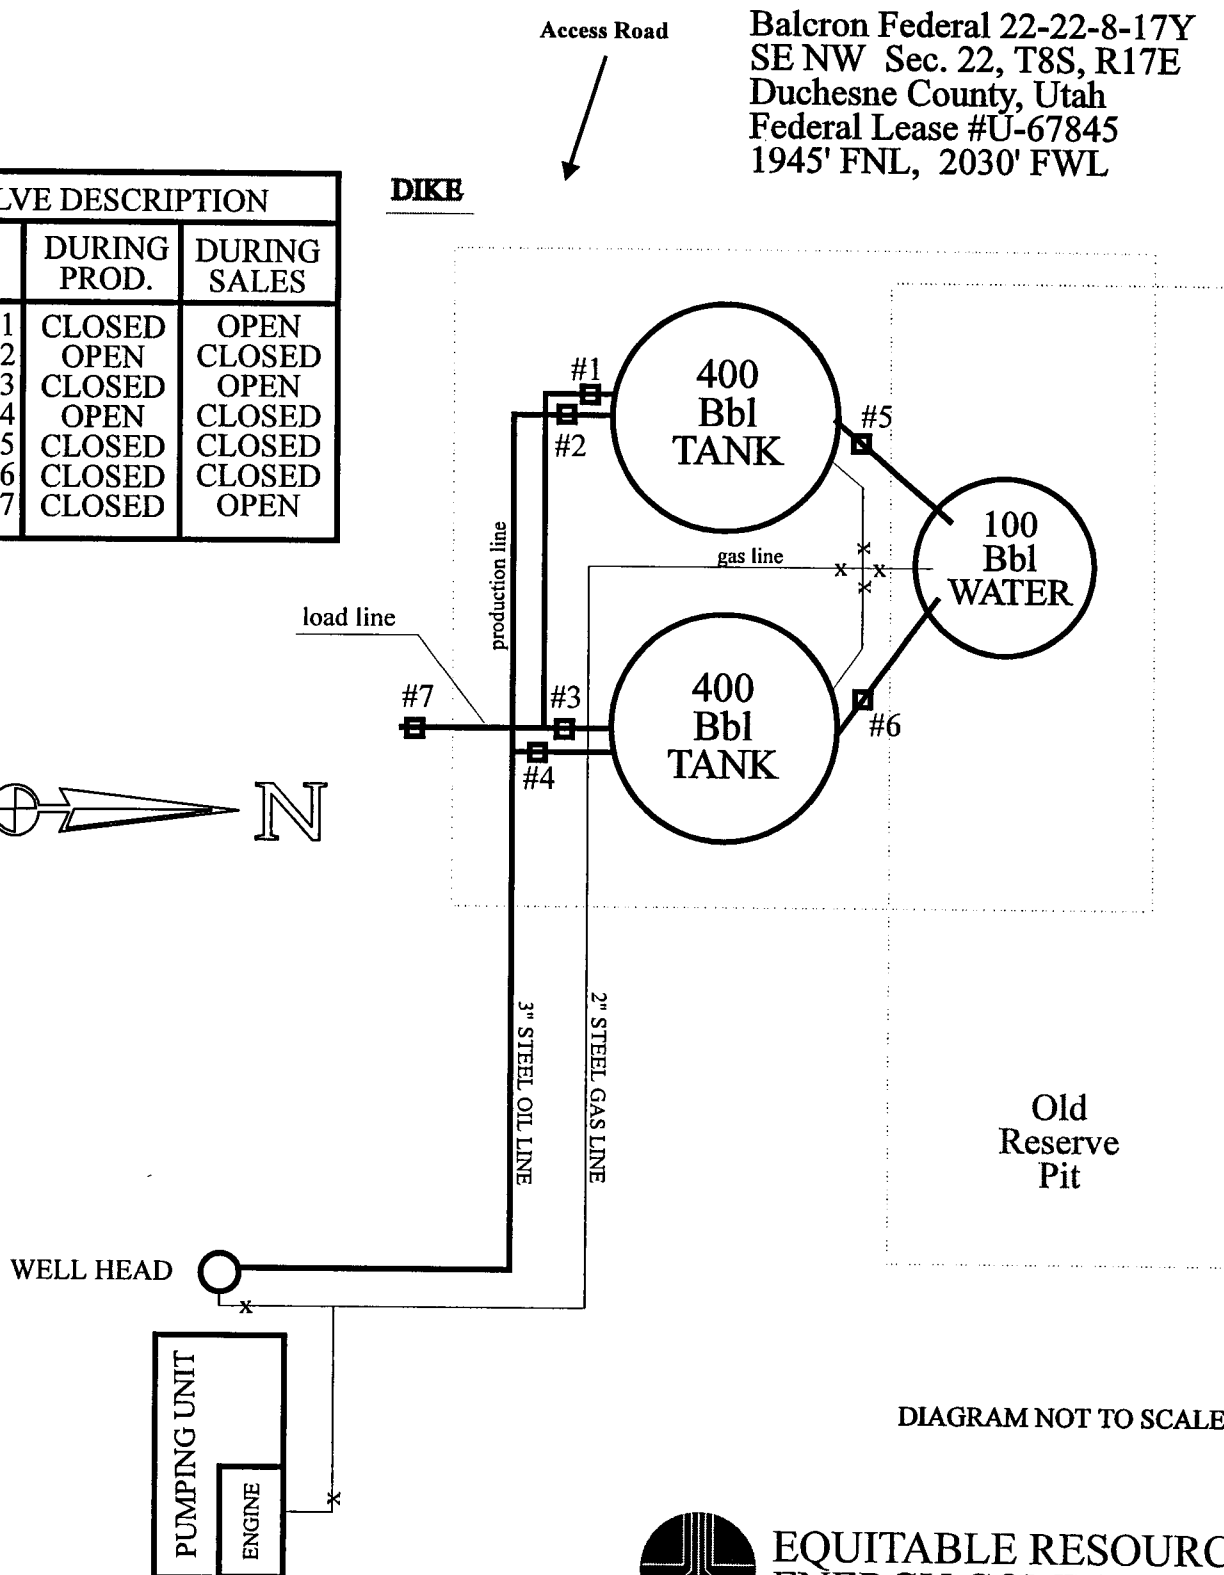 Access Road
Balcron Federal 22-22-8-17Y
SE NW Sec. 22, T8S, R17E
Duchesne County, Utah
Federal Lease #U-67845
1945' FNL, 2030' FWL
DIKE
LVE DESCRIPTION
DURING PROD. DURING SALES
1 CLOSED OPEN
2 OPEN CLOSED
3 CLOSED OPEN
4 OPEN CLOSED
5 CLOSED CLOSED
6 CLOSED CLOSED
7 CLOSED OPEN
#1
#2
400
Bbl
TANK
#5
100
Bbl
WATER
production line
gas line
x
x x
x
load line
#7
#3
#4
400
Bbl
TANK
#6
N
3" STEEL OIL LINE
2" STEEL GAS LINE
Old
Reserve
Pit
WELL HEAD
x
PUMPING UNIT
ENGINE
x
DIAGRAM NOT TO SCALE
EQUITABLE RESOURC